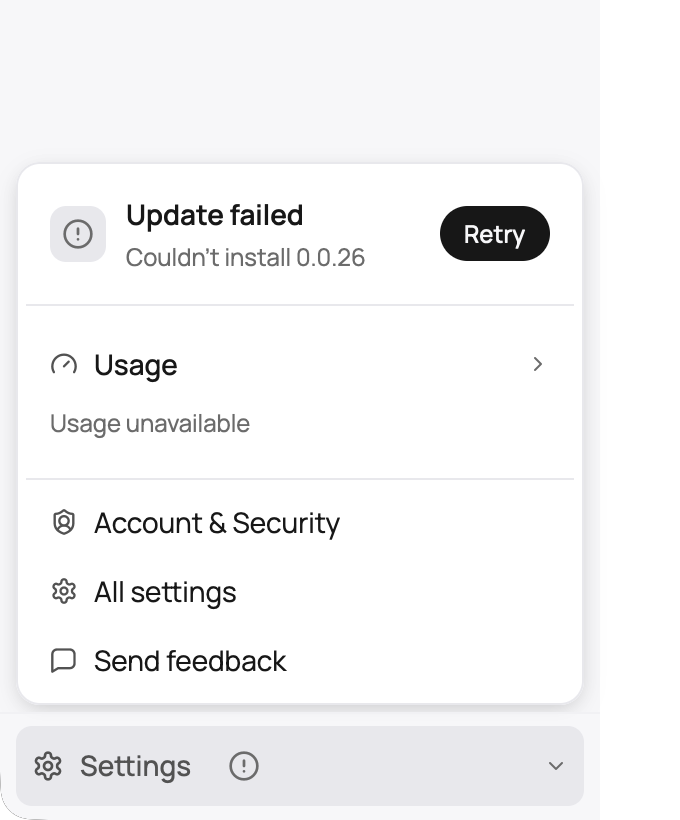 Update failed
Couldn’t install 0.0.26
Retry
Usage
Usage unavailable
Account & Security
All settings
Send feedback
Settings